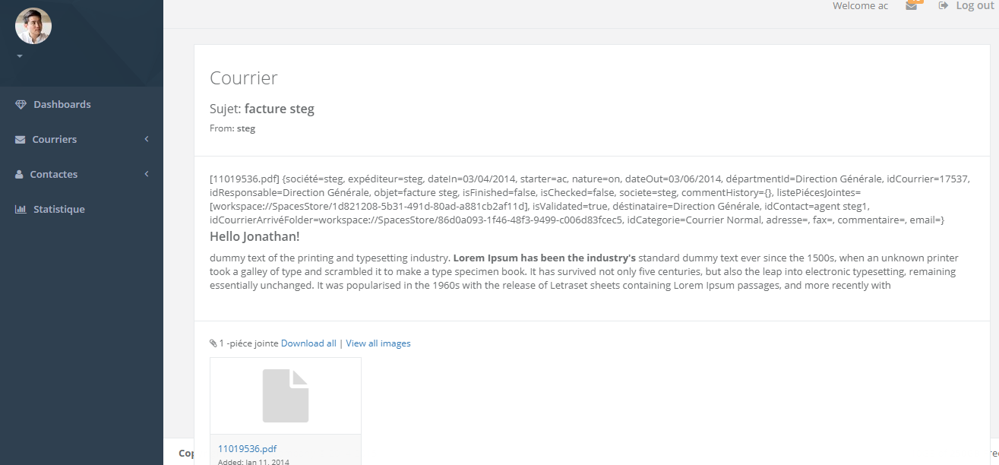 Welcome ac
Log out
Dashboards
Courriers
Contactes
Statistique
Courrier
Sujet: facture steg
From: steg
[11019536.pdf] {société=steg, expéditeur=steg, dateIn=03/04/2014, starter=ac, nature=on, dateOut=03/06/2014, départmentId=Direction Générale, idCourrier=17537,
idResponsable=Direction Générale, objet=facture steg, isFinished=false, isChecked=false, societe=steg, commentHistory={}, listePiécesJointes=
[workspace://SpacesStore/1d821208-5b31-491d-80ad-a881cb2af11d], isValidated=true, déstinataire=Direction Générale, idContact=agent steg1,
idCourrierArrivéFolder=workspace://SpacesStore/86d0a093-1f46-48f3-9499-c006d83fcec5, idCategorie=Courrier Normal, adresse=, fax=, commentaire=, email=}
Hello Jonathan!
dummy text of the printing and typesetting industry. Lorem Ipsum has been the industry's standard dummy text ever since the 1500s, when an unknown printer
took a galley of type and scrambled it to make a type specimen book. It has survived not only five centuries, but also the leap into electronic typesetting, remaining
essentially unchanged. It was popularised in the 1960s with the release of Letraset sheets containing Lorem Ipsum passages, and more recently with
1 -piéce jointe Download all | View all images
11019536.pdf
Added: Jan 11, 2014